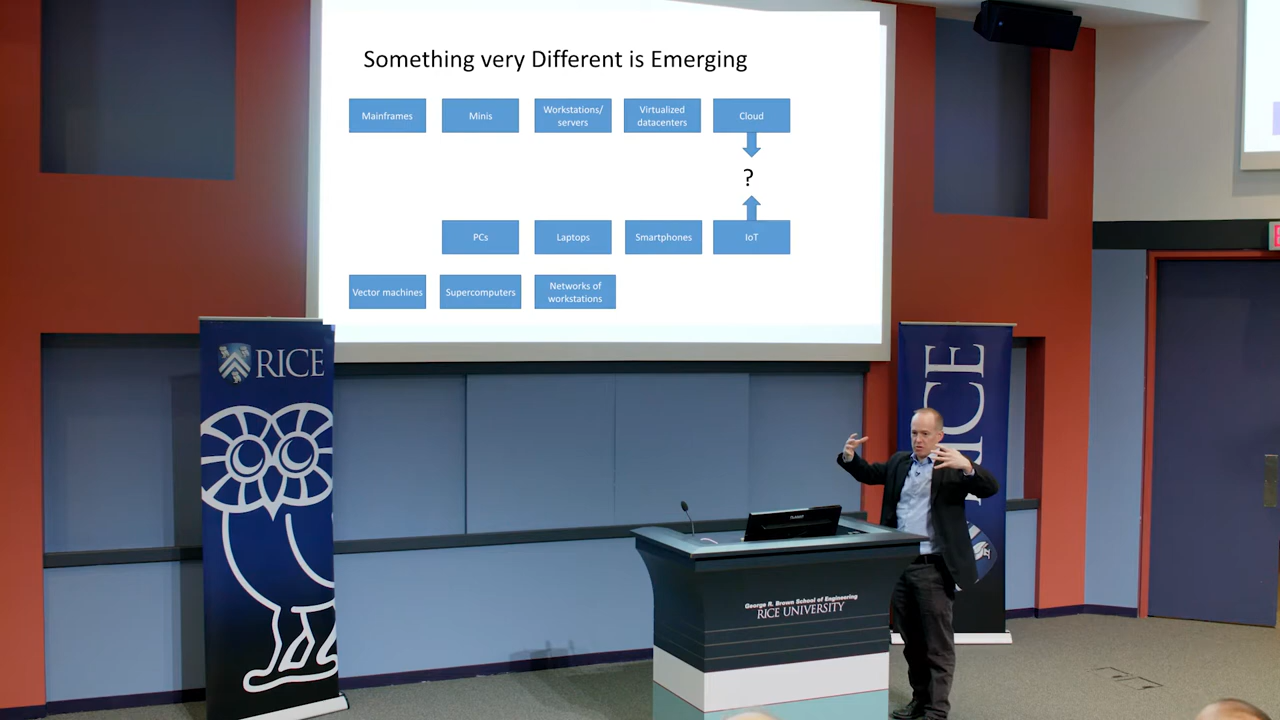 Something very Different is Emerging
Mainframes
Minis
Workstations/
servers
Virtualized
datacenters
Cloud
?
PCs
Laptops
Smartphones
IoT
Vector machines
Supercomputers
Networks of
workstations
RICE
RICE
George R. Brown School of Engineering
RICE UNIVERSITY